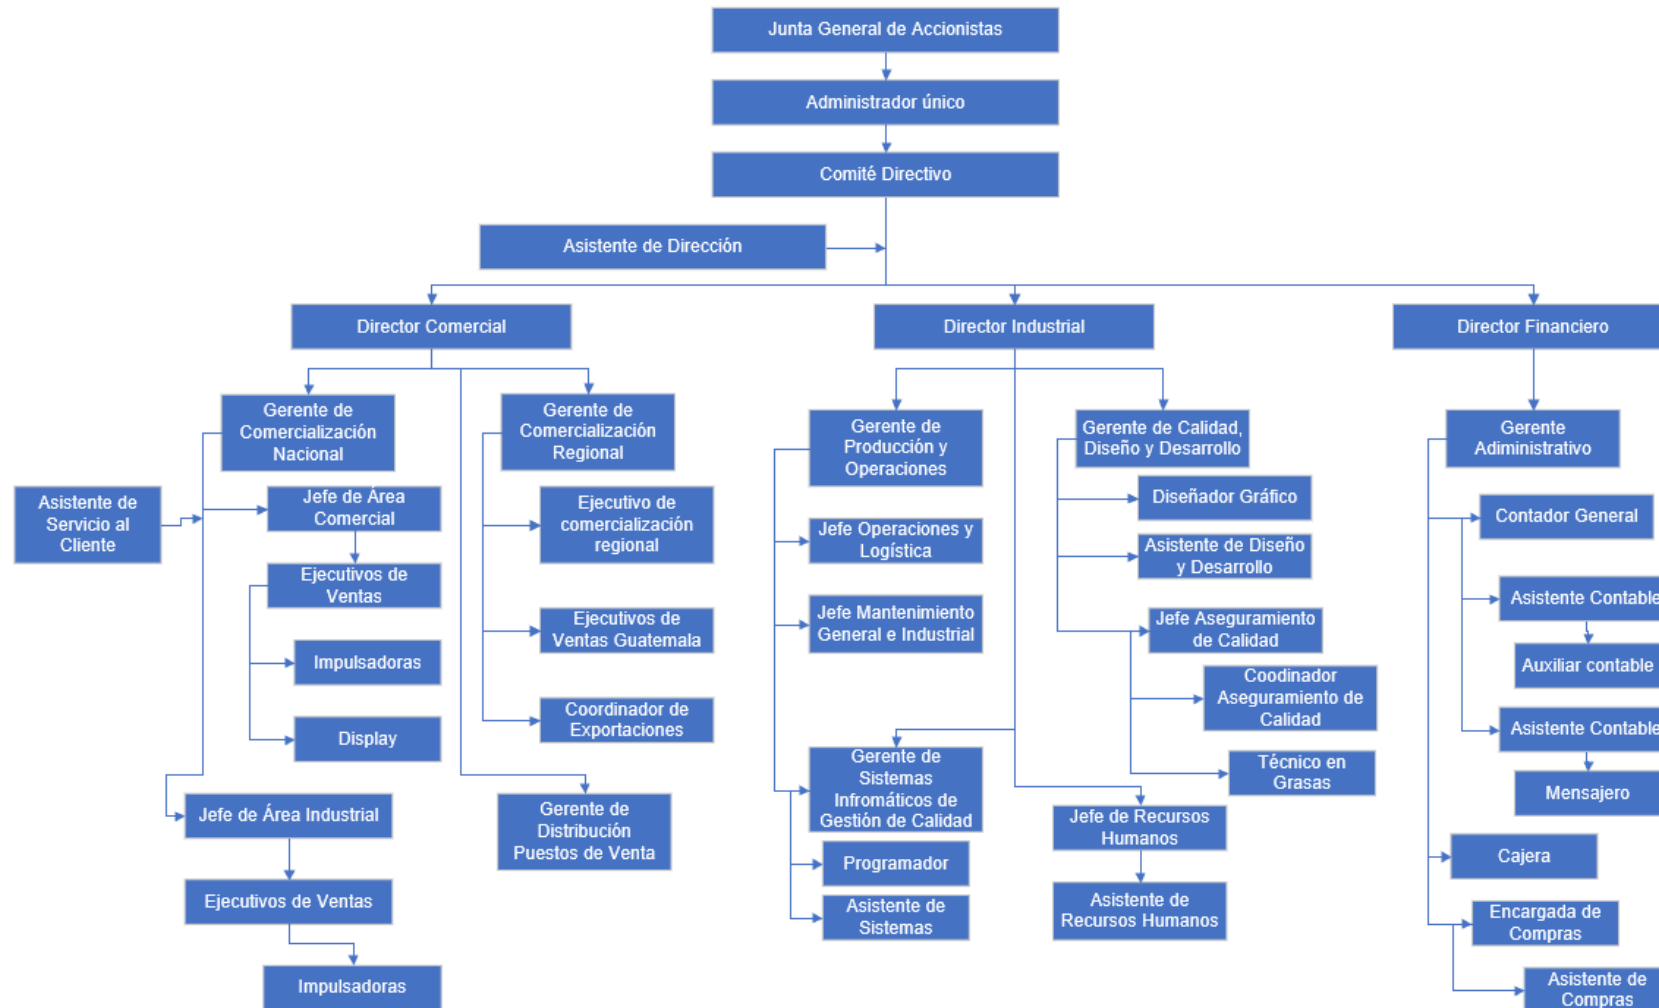 Junta General de Accionistas
Administrador único
Comité Directivo
Asistente de Dirección
Director Comercial
Director Industrial
Director Financiero
Gerente de
Comercialización
Nacional
Gerente de
Comercialización
Regional
Gerente de
Producción y
Operaciones
Gerente de Calidad,
Diseño y Desarrollo
Gerente
Adiministrativo
Asistente de
Servicio al
Cliente
Jefe de Área
Comercial
Ejecutivos de
Ventas
Impulsadoras
Display
Jefe de Área Industrial
Ejecutivos de Ventas
Impulsadoras
Ejecutivo de
comercialización
regional
Ejecutivos de
Ventas Guatemala
Coordinador de
Exportaciones
Gerente de
Distribución
Puestos de Venta
Jefe Operaciones y
Logística
Jefe Mantenimiento
General e Industrial
Gerente de
Sistemas
Infromáticos de
Gestión de Calidad
Programador
Asistente de
Sistemas
Diseñador Gráfico
Asistente de Diseño
y Desarrollo
Jefe Aseguramiento
de Calidad
Coodinador
Aseguramiento de
Calidad
Técnico en
Grasas
Jefe de Recursos
Humanos
Asistente de
Recursos Humanos
Contador General
Asistente Contable
Auxiliar contable
Asistente Contable
Mensajero
Cajera
Encargada de
Compras
Asistente de
Compras